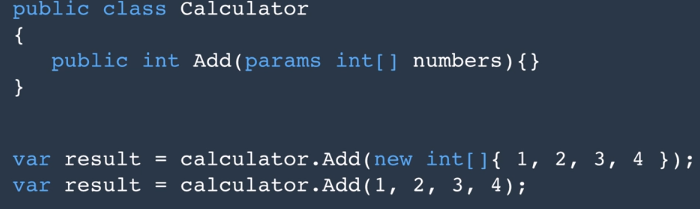 public class Calculator
{
public int Add(params int[] numbers){}
}
var result = calculator.Add(new int[]{ 1, 2, 3, 4 });
var result = calculator.Add(1, 2, 3, 4);